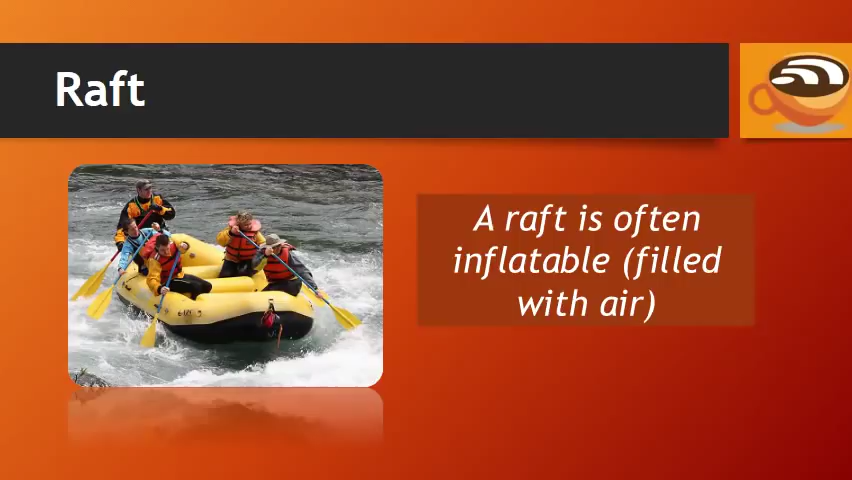 Raft
A raft is often
inflatable (filled
with air)